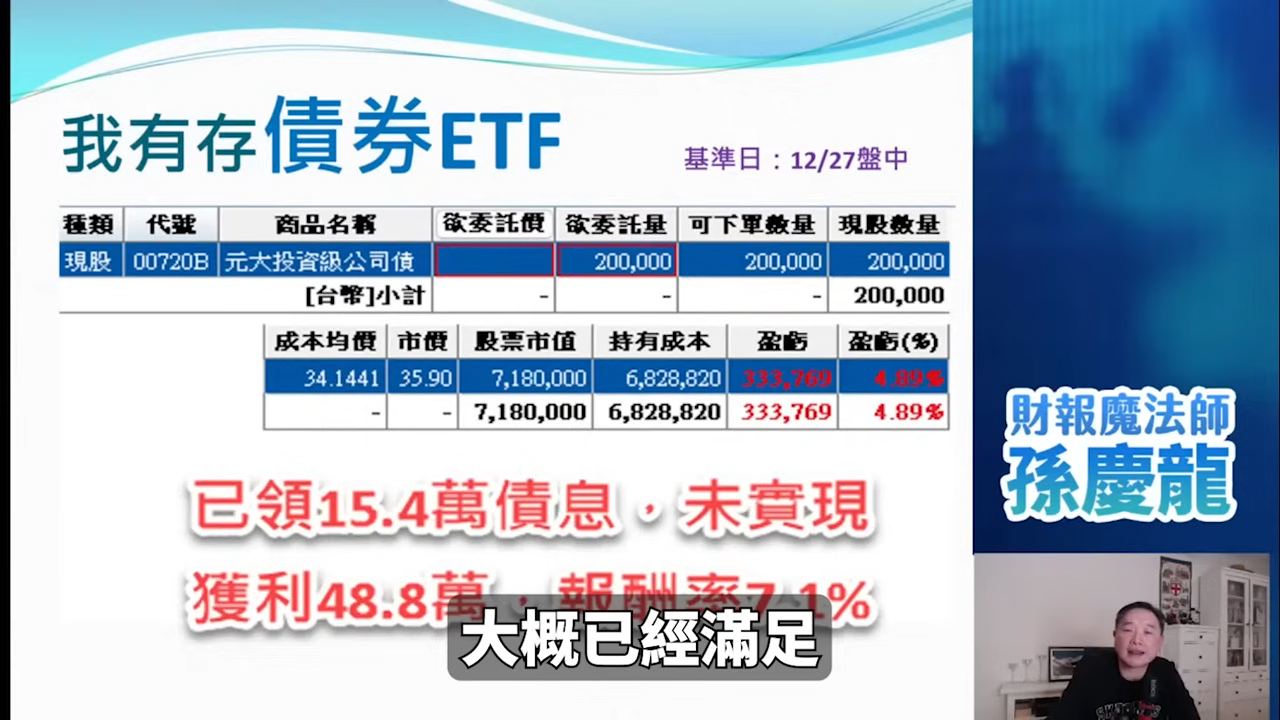 我有存債券ETF
基準日：12/27盤中
種類 代號 商品名稱 欲委託價 欲委託量 可下單數量 現股數量
現股 00720B 元大投資級公司債 200,000 200,000 200,000
[台幣]小計 - - - 200,000
成本均價 市價 股票市值 持有成本 盈虧 盈虧(%)
34.1441 35.90 7,180,000 6,828,820 333,769 4.89%
- - 7,180,000 6,828,820 333,769 4.89%
已領15.4萬債息，未實現
獲利48.8萬，報酬率7.1%
大概已經滿足
財報魔法師
孫慶龍